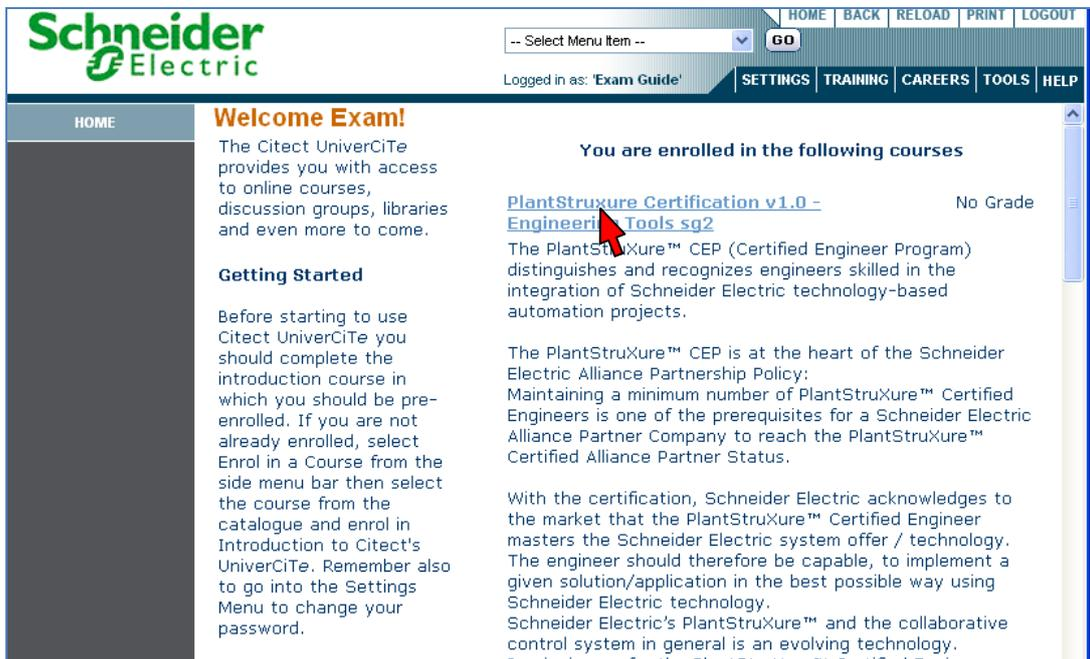 Schneider
Electric
HOME BACK RELOAD PRINT LOGOUT
-- Select Menu Item -- GO
Logged in as: 'Exam Guide' SETTINGS TRAINING CAREERS TOOLS HELP
HOME
Welcome Exam!
The Citect UniverCiTe
provides you with access
to online courses,
discussion groups, libraries
and even more to come.
Getting Started
Before starting to use
Citect UniverCiTe you
should complete the
introduction course in
which you should be pre-
enrolled. If you are not
already enrolled, select
Enrol in a Course from the
side menu bar then select
the course from the
catalogue and enrol in
Introduction to Citect's
UniverCiTe. Remember also
to go into the Settings
Menu to change your
password.
You are enrolled in the following courses
PlantStruxure Certification v1.0 - No Grade
Engineering Tools sg2
The PlantStruXure™ CEP (Certified Engineer Program)
distinguishes and recognizes engineers skilled in the
integration of Schneider Electric technology-based
automation projects.
The PlantStruXure™ CEP is at the heart of the Schneider
Electric Alliance Partnership Policy:
Maintaining a minimum number of PlantStruXure™ Certified
Engineers is one of the prerequisites for a Schneider Electric
Alliance Partner Company to reach the PlantStruXure™
Certified Alliance Partner Status.
With the certification, Schneider Electric acknowledges to
the market that the PlantStruXure™ Certified Engineer
masters the Schneider Electric system offer / technology.
The engineer should therefore be capable, to implement a
given solution/application in the best possible way using
Schneider Electric technology.
Schneider Electric's PlantStruXure™ and the collaborative
control system in general is an evolving technology.